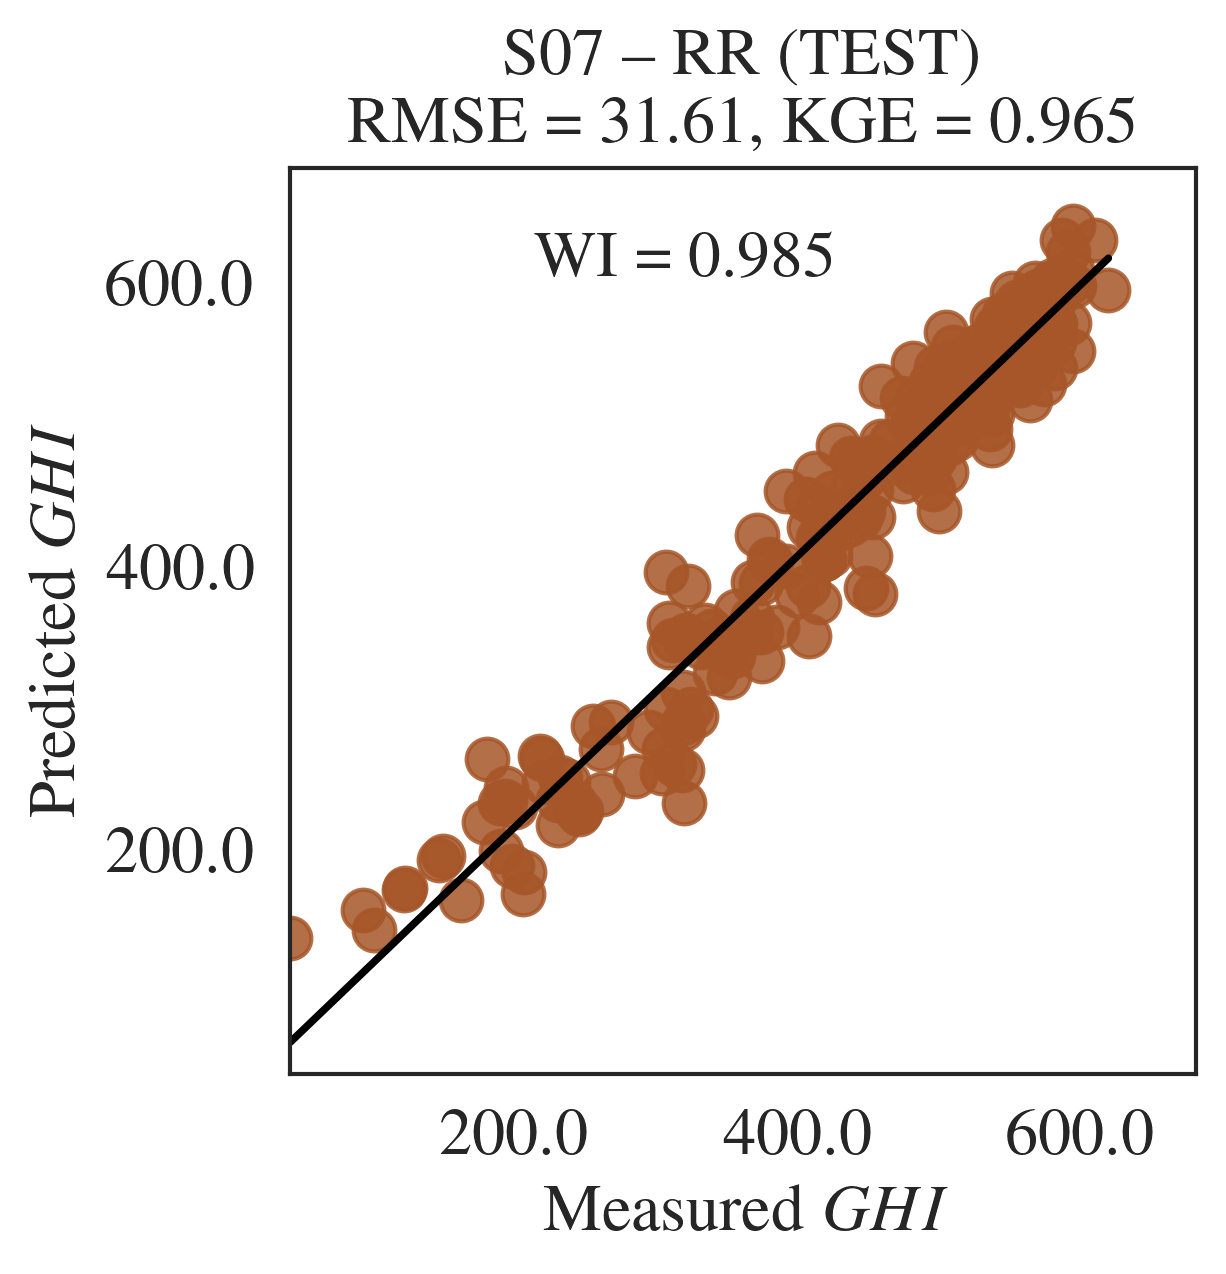 S07 – RR (TEST)
RMSE = 31.61, KGE = 0.965
WI = 0.985
600.0
400.0
200.0
Predicted GHI
200.0 400.0 600.0
Measured GHI